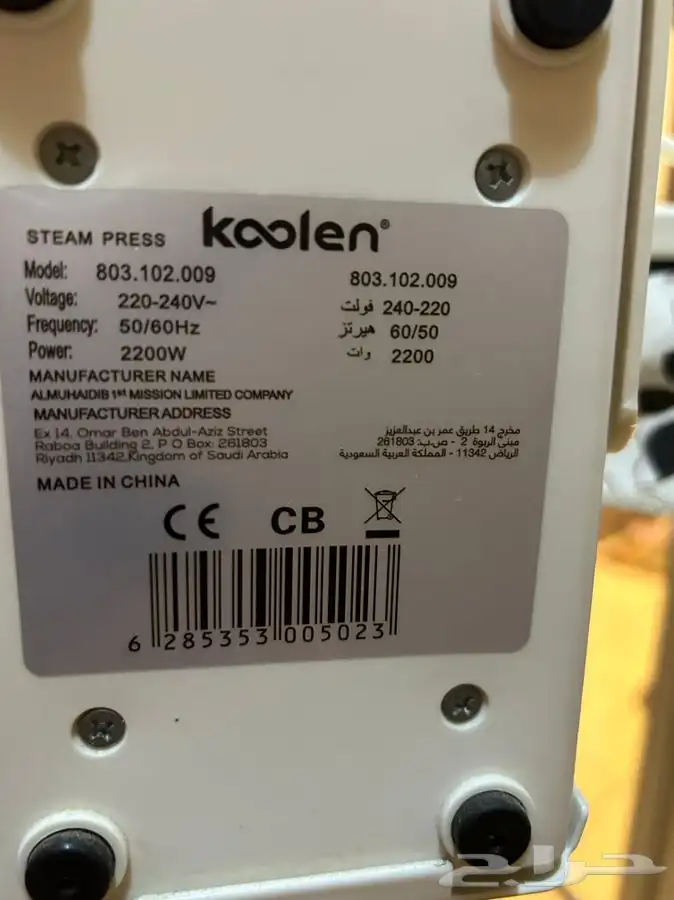 STEAM PRESS koolen®
Model: 803.102.009
803.102.009
Voltage: 220-240V~
240-220 فولت
Frequency: 50/60Hz
60/50 هيرتز
Power: 2200W
2200 وات
MANUFACTURER NAME
ALMUHAIDIB 1st MISSION LIMITED COMPANY
MANUFACTURER ADDRESS
Ex 14, Omar Ben Abdul-Aziz Street
Raboa Building 2, P O Box: 261803
Riyadh 11342,Kingdom of Saudi Arabia
مخرج 14 طريق عمر بن عبدالعزيز
مبنى الربوة 2 - ص.ب: 261803
الرياض 11342 - المملكة العربية السعودية
MADE IN CHINA
CE CB
6 285353 005023
حراج